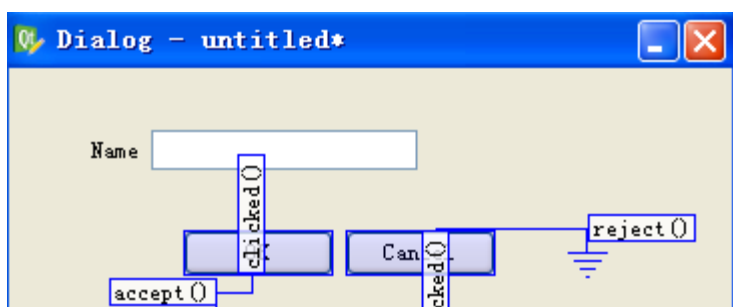 Dialog - untitled*
Name
clicked()
reject()
accept()